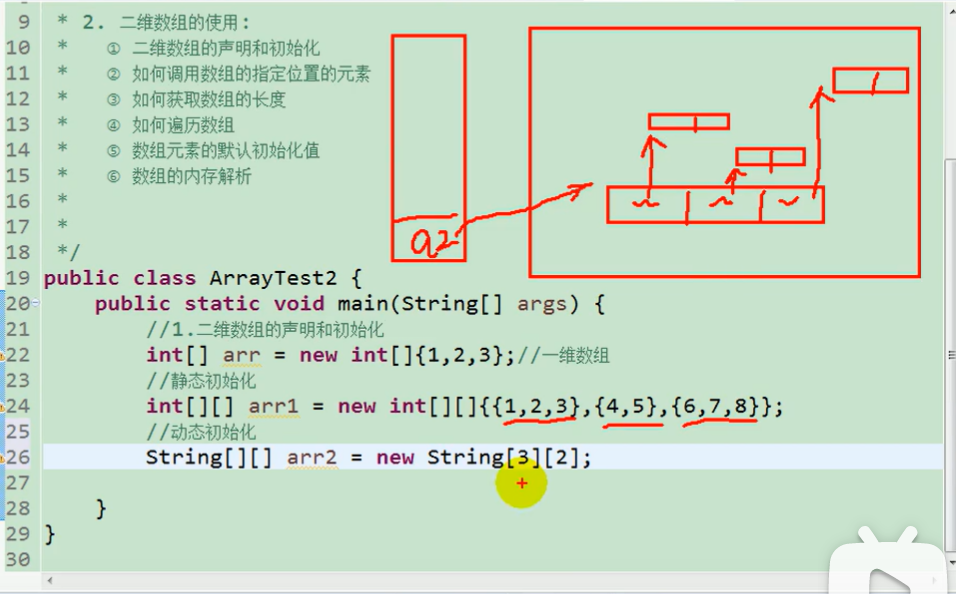 9 * 2. 二维数组的使用:
10 * ① 二维数组的声明和初始化
11 * ② 如何调用数组的指定位置的元素
12 * ③ 如何获取数组的长度
13 * ④ 如何遍历数组
14 * ⑤ 数组元素的默认初始化值
15 * ⑥ 数组的内存解析
16 *
17 *
18 */
a2
19 public class ArrayTest2 {
20 public static void main(String[] args) {
21 //1.二维数组的声明和初始化
22 int[] arr = new int[]{1,2,3};//一维数组
23 //静态初始化
24 int[][] arr1 = new int[][]{{1,2,3},{4,5},{6,7,8}};
25 //动态初始化
26 String[][] arr2 = new String[3][2];
27
28 }
29 }
30